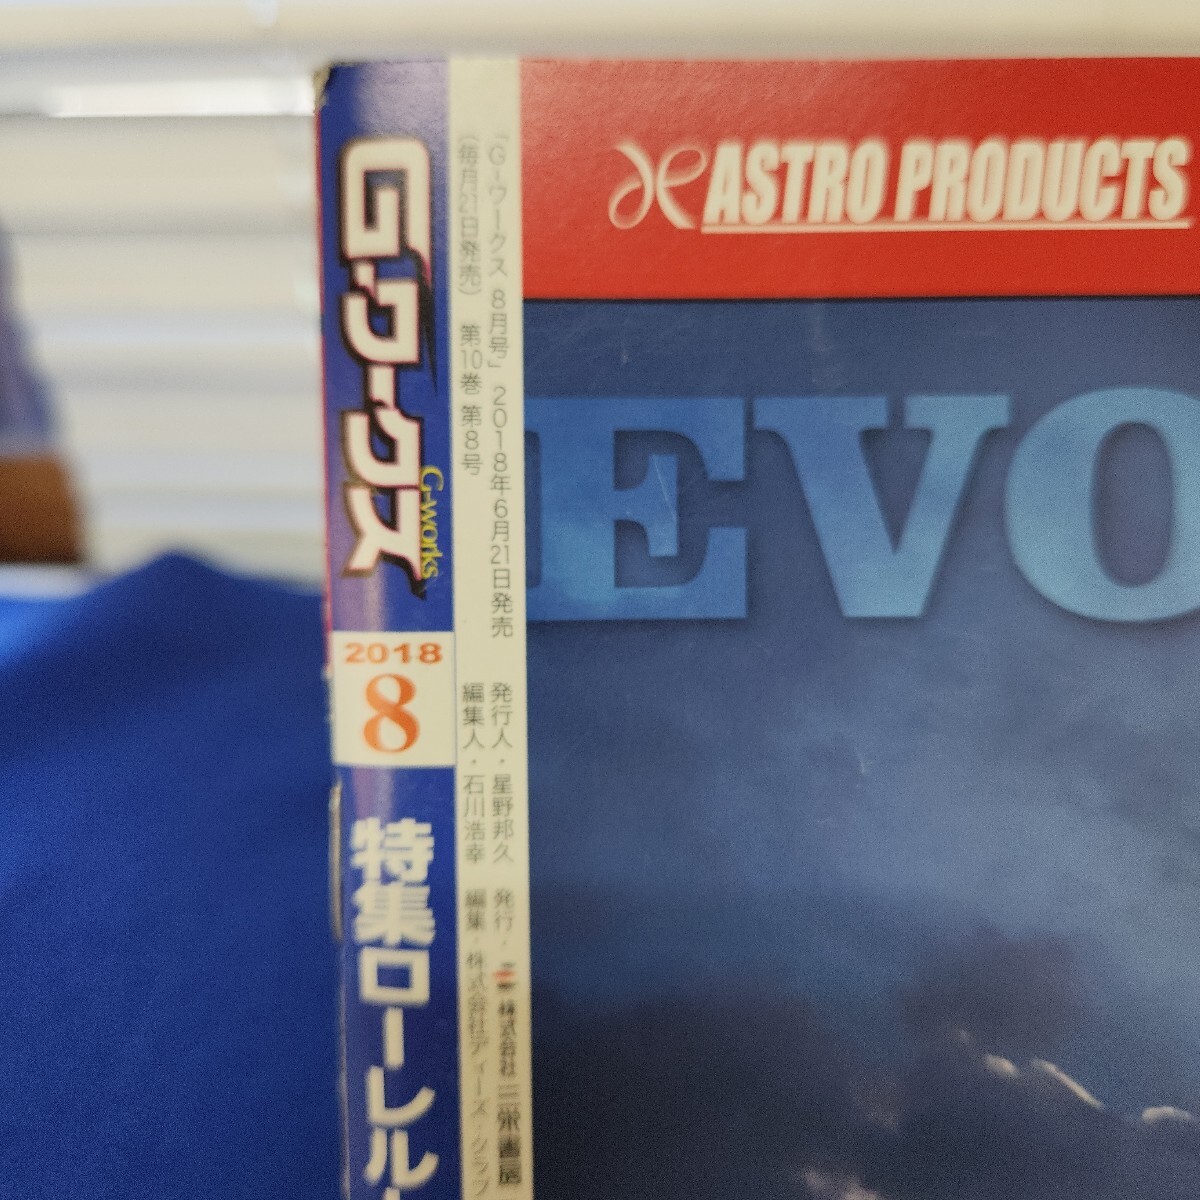 G-ワークス
G-works
2018
8
特集ローレル
「G-ワークス 8月号」 2018年6月21日発売
(毎月21日発売) 第10巻 第8号
発行人・星野邦久
編集人・石川浩幸
発行・株式会社三栄書房
編集・株式会社ディーズ・クラブ
ASTRO PRODUCTS
EVO